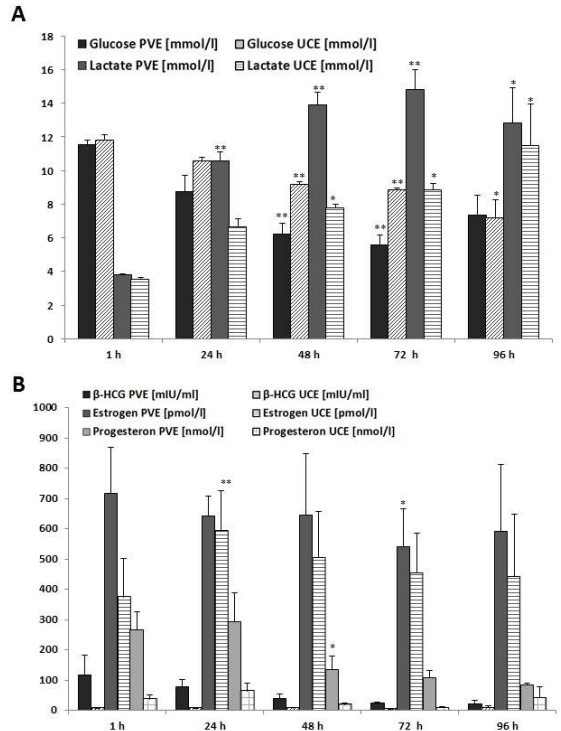 A
Glucose PVE [mmol/l] Glucose UCE [mmol/l]
Lactate PVE [mmol/l] Lactate UCE [mmol/l]
18
16
14
12
10
8
6
4
2
0
** ** ** ** * ** ** * * * *
1 h 24 h 48 h 72 h 96 h
B
β-HCG PVE [mIU/ml] β-HCG UCE [mIU/ml]
Estrogen PVE [pmol/l] Estrogen UCE [pmol/l]
Progesteron PVE [nmol/l] Progesteron UCE [nmol/l]
1000
900
800
700
600
500
400
300
200
100
0
** * *
1 h 24 h 48 h 72 h 96 h